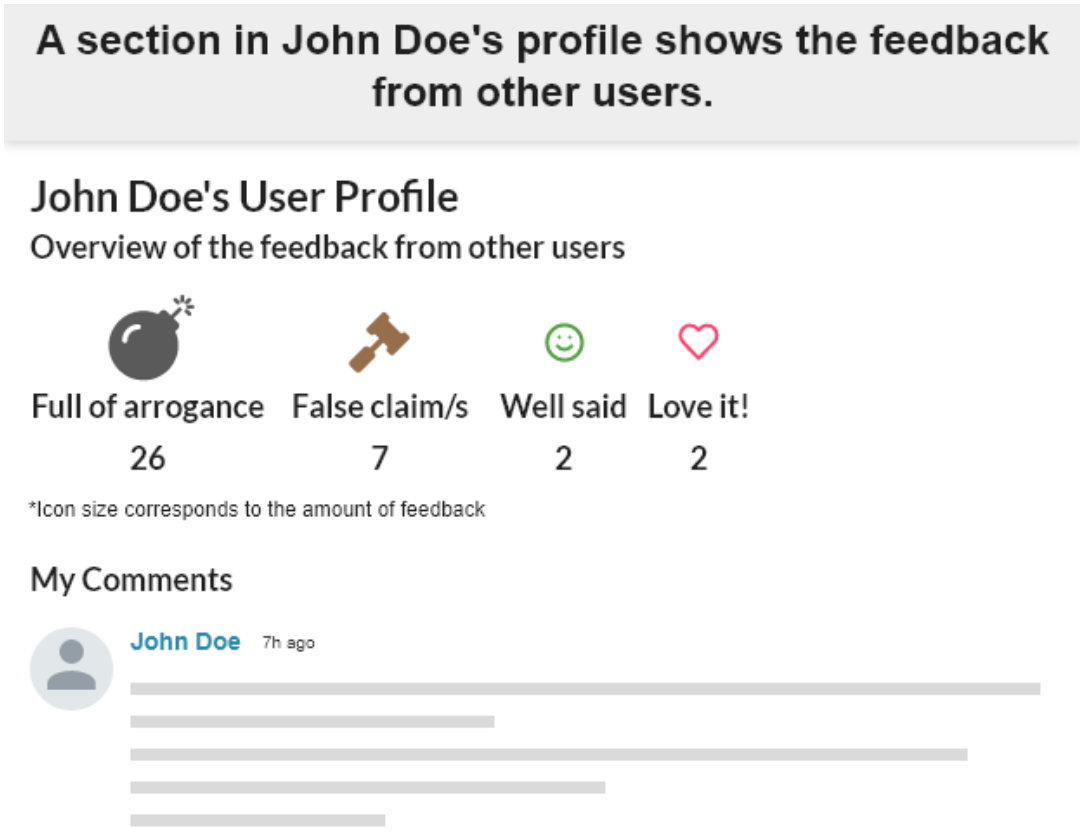 A section in John Doe's profile shows the feedback
from other users.
John Doe's User Profile
Overview of the feedback from other users
Full of arrogance False claim/s Well said Love it!
26 7 2 2
*Icon size corresponds to the amount of feedback
My Comments
John Doe 7h ago